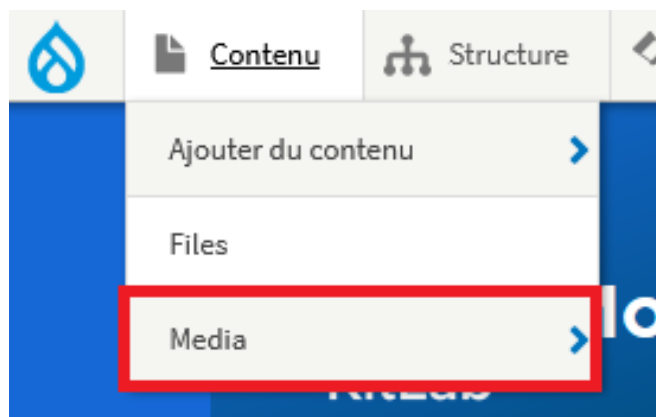 Contenu
Structure
Ajouter du contenu
Files
Media